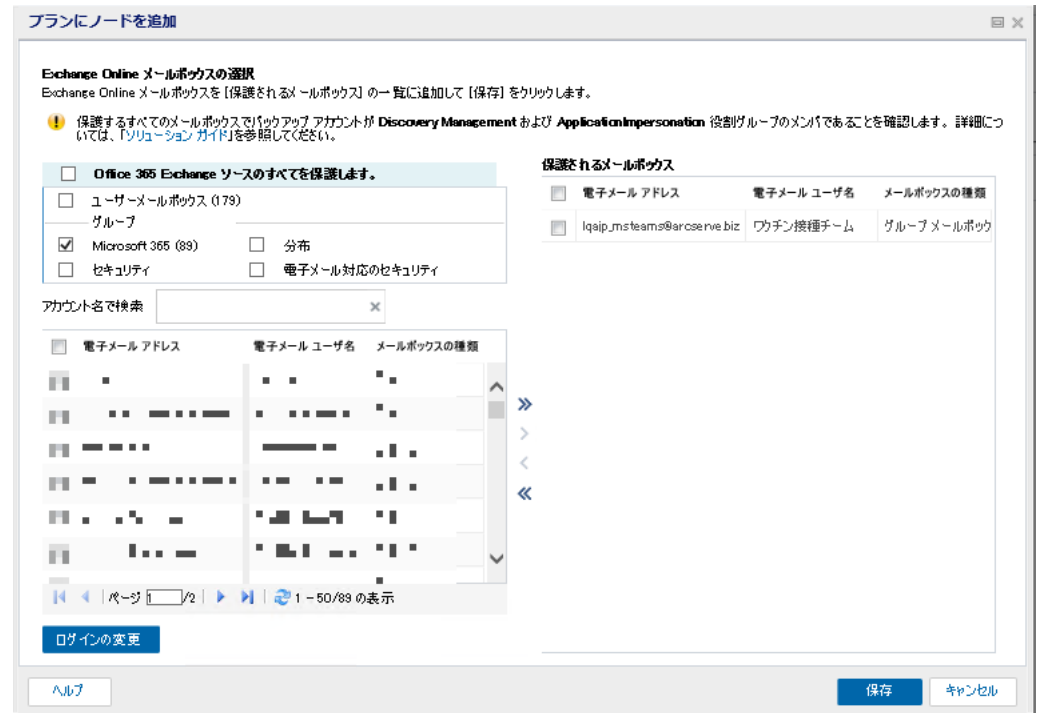 プランにノードを追加
Exchange Online メールボックスの選択
Exchange Online メールボックスを [保護されるメールボックス] の一覧に追加して [保存] をクリックします。
保護するすべてのメールボックスでバックアップ アカウントが Discovery Management および ApplicationImpersonation 役割グループのメンバであることを確認します。詳細につ
いては、「ソリューション ガイド」を参照してください。
Office 365 Exchange ソースのすべてを保護します。
ユーザーメールボックス (179)
グループ
Microsoft 365 (89) 分布
セキュリティ 電子メール対応のセキュリティ
アカウント名で検索
電子メール アドレス 電子メール ユーザ名 メールボックスの種類
ページ 1 /2 1 - 50/89 の表示
ログインの変更
保護されるメールボックス
電子メール アドレス 電子メール ユーザ名 メールボックスの種類
lqaip_msteams@arcserve.biz ワクチン接種チーム グループ メールボック
ヘルプ 保存 キャンセル